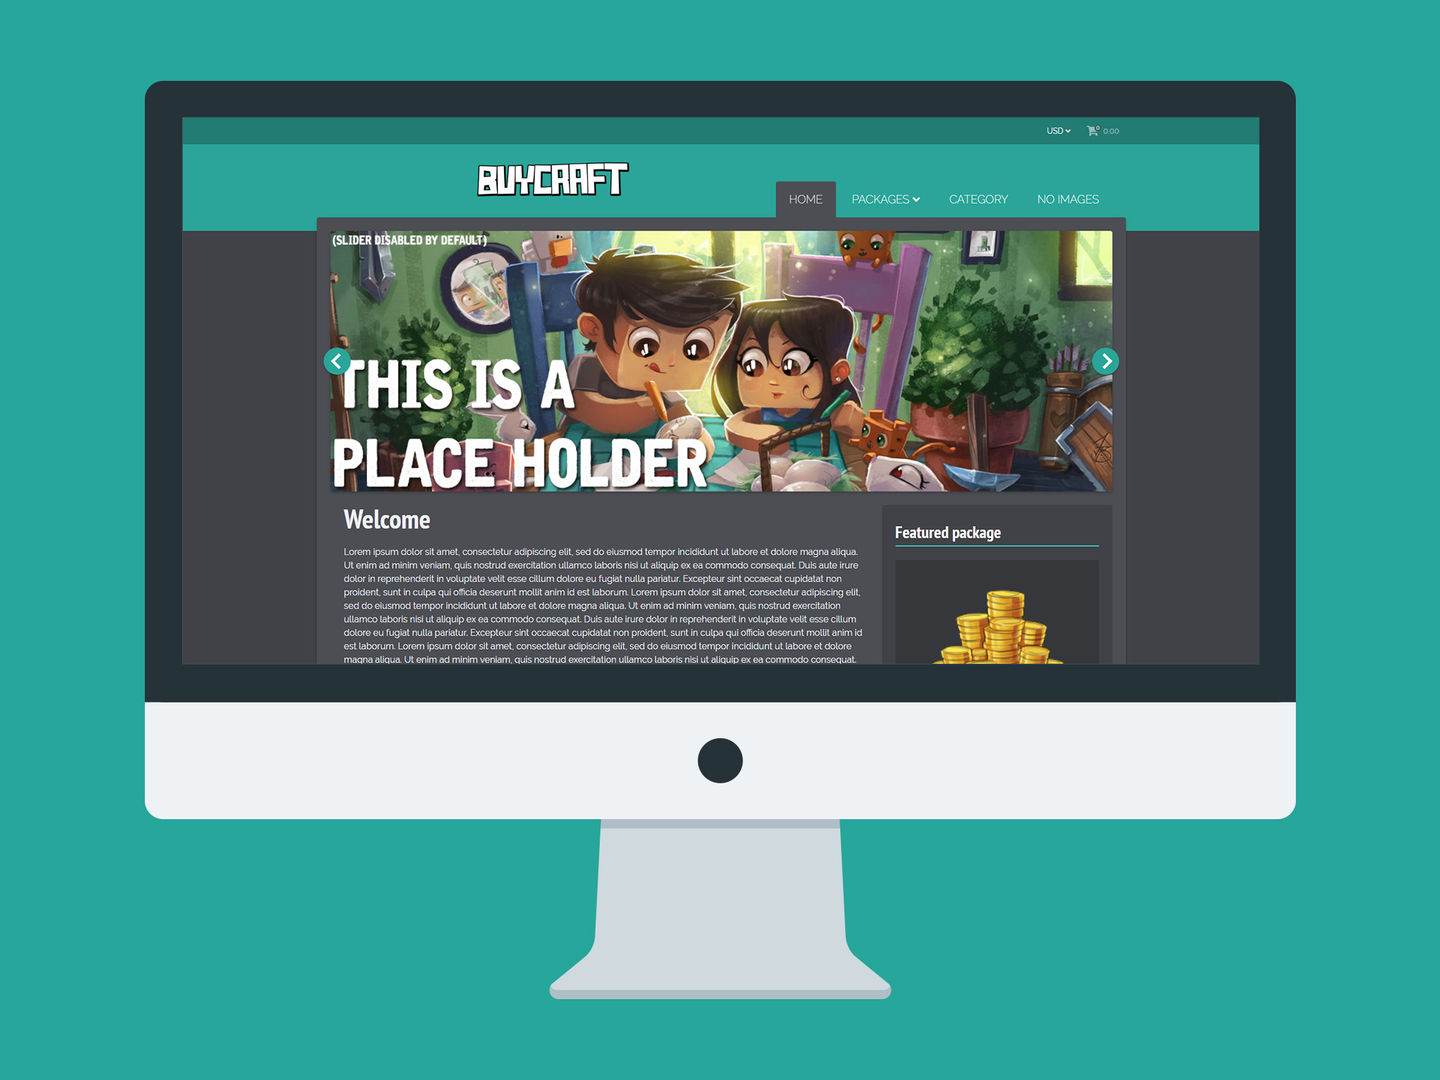 USD
0
0.00
BUYCRAFT
HOME
PACKAGES
CATEGORY
NO IMAGES
(SLIDER DISABLED BY DEFAULT)
THIS IS A
PLACE HOLDER
Welcome
Lorem ipsum dolor sit amet, consectetur adipiscing elit, sed do eiusmod tempor incididunt ut labore et dolore magna aliqua.
Ut enim ad minim veniam, quis nostrud exercitation ullamco laboris nisi ut aliquip ex ea commodo consequat. Duis aute irure
dolor in reprehenderit in voluptate velit esse cillum dolore eu fugiat nulla pariatur. Excepteur sint occaecat cupidatat non
proident, sunt in culpa qui officia deserunt mollit anim id est laborum. Lorem ipsum dolor sit amet, consectetur adipiscing elit,
sed do eiusmod tempor incididunt ut labore et dolore magna aliqua. Ut enim ad minim veniam, quis nostrud exercitation
ullamco laboris nisi ut aliquip ex ea commodo consequat. Duis aute irure dolor in reprehenderit in voluptate velit esse cillum
dolore eu fugiat nulla pariatur. Excepteur sint occaecat cupidatat non proident, sunt in culpa qui officia deserunt mollit anim id
est laborum. Lorem ipsum dolor sit amet, consectetur adipiscing elit, sed do eiusmod tempor incididunt ut labore et dolore
magna aliqua. Ut enim ad minim veniam, quis nostrud exercitation ullamco laboris nisi ut aliquip ex ea commodo consequat.
Featured package